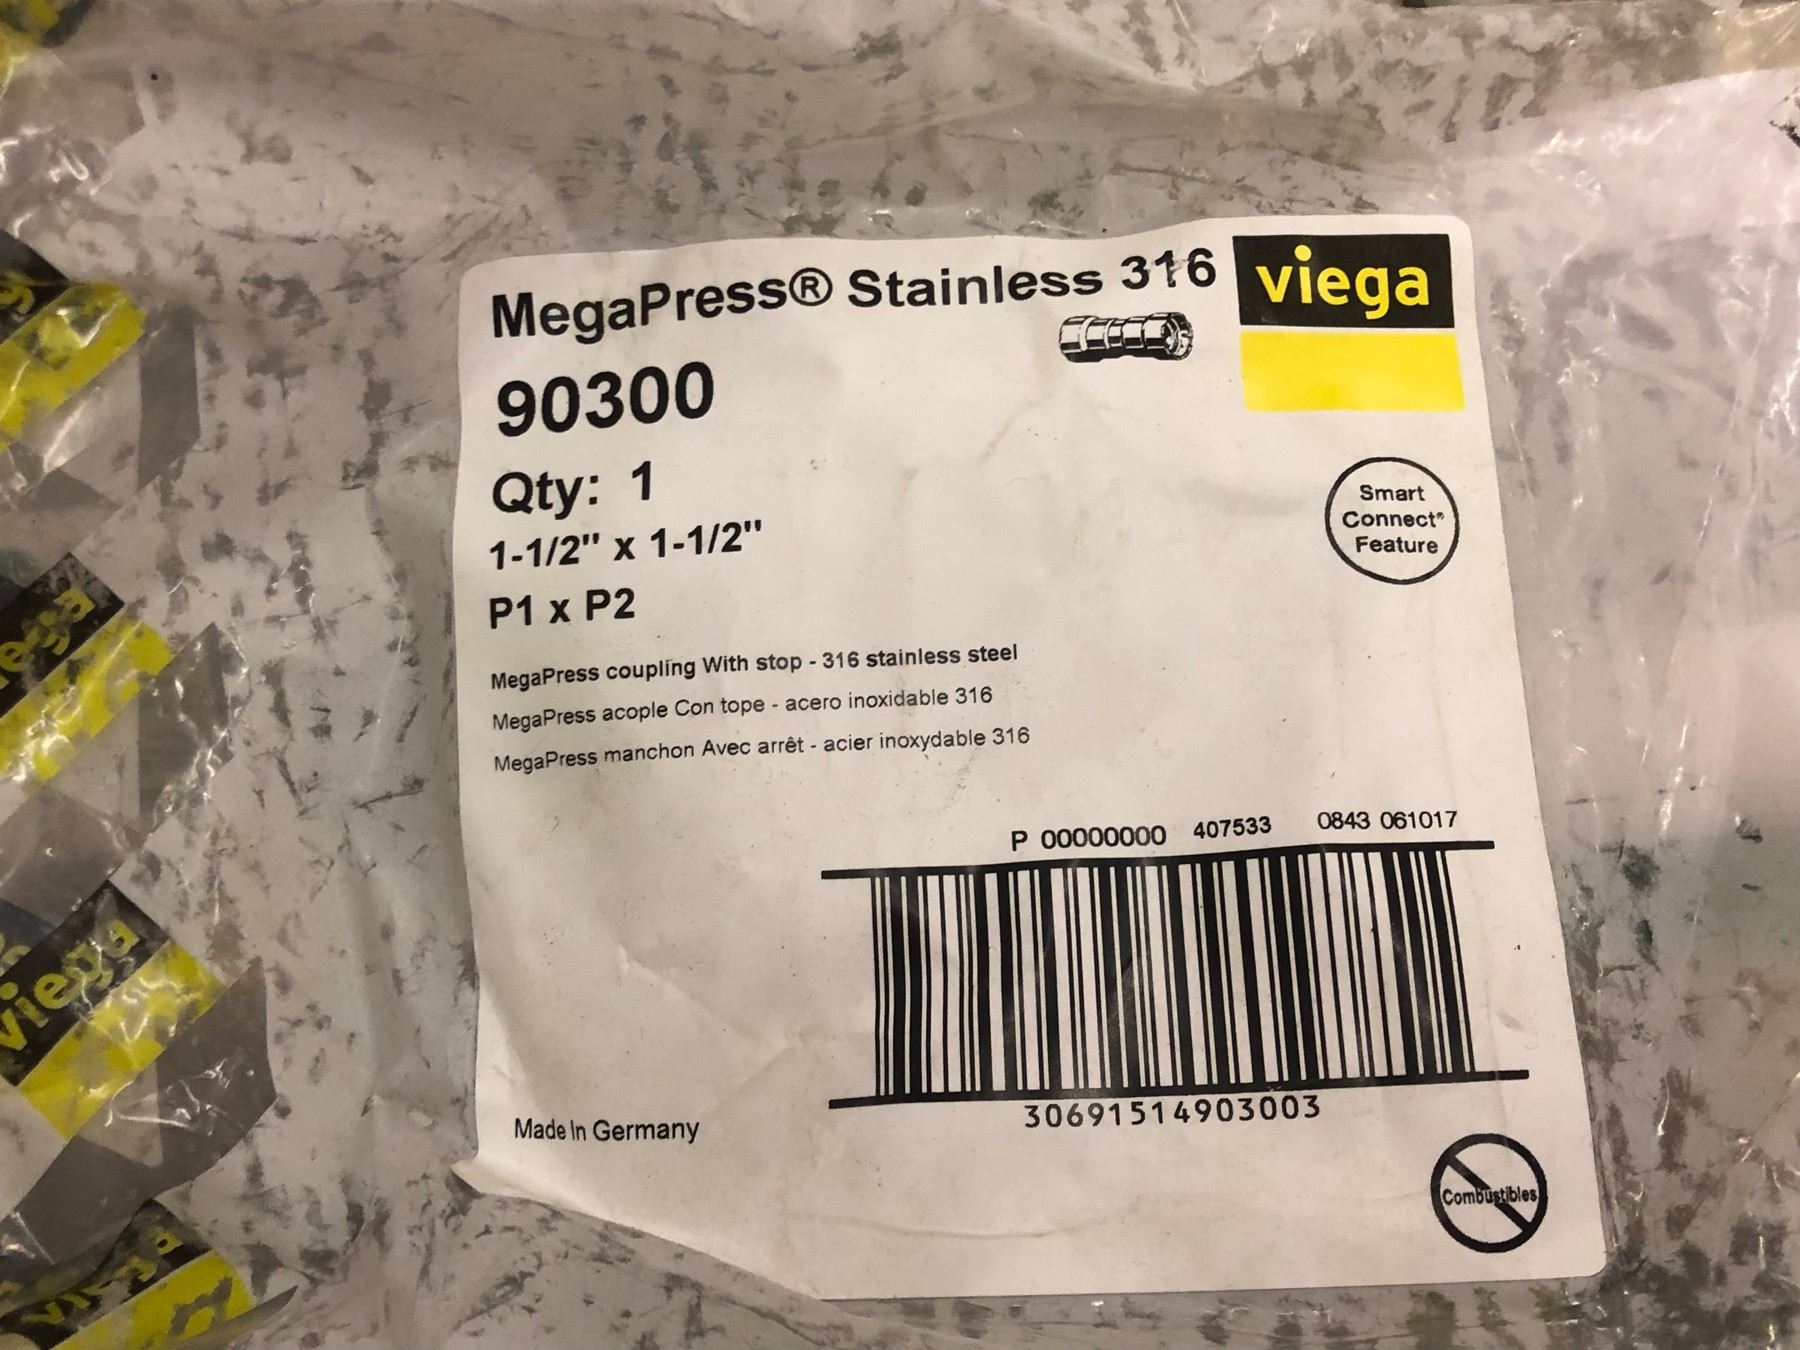 MegaPress® Stainless 316
viega
90300
Qty: 1
1-1/2" x 1-1/2"
P1 x P2
Smart
Connect®
Feature
MegaPress coupling With stop - 316 stainless steel
MegaPress acople Con tope - acero inoxidable 316
MegaPress manchon Avec arrêt - acier inoxydable 316
P 00000000 407533 0843 061017
30691514903003
Made In Germany
Combustibles
viega
viega